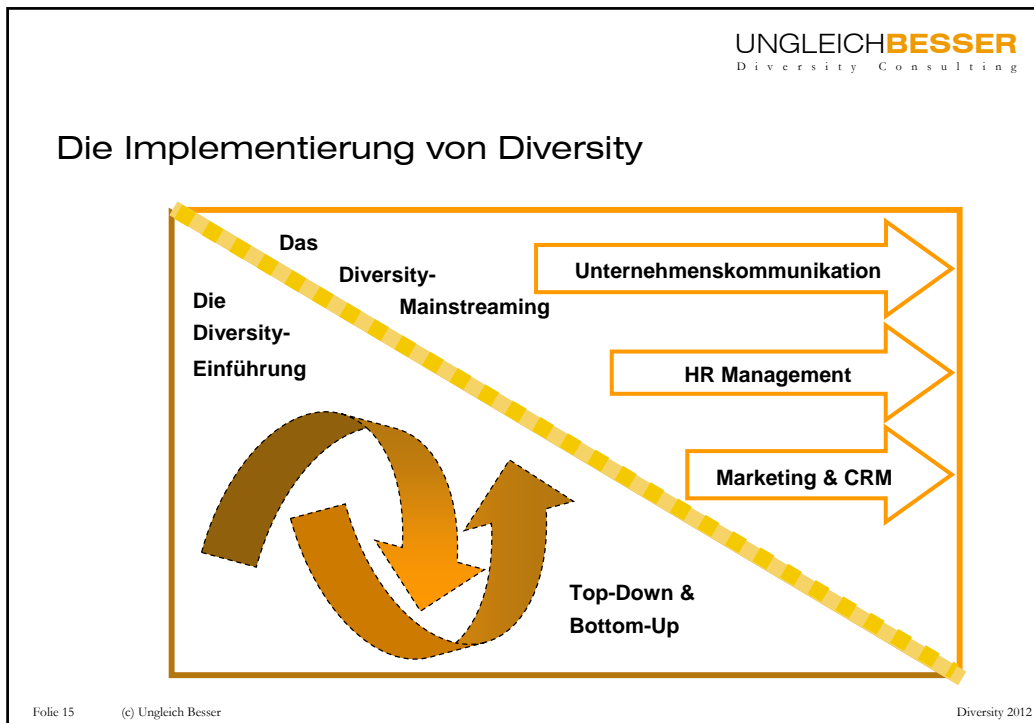 UNGLEICHBESSER
Diversity Consulting
Die Implementierung von Diversity
Das
Diversity-
Mainstreaming
Die
Diversity-
Einführung
Unternehmenskommunikation
HR Management
Marketing & CRM
Top-Down &
Bottom-Up
Folie 15 (c) Ungleich Besser Diversity 2012